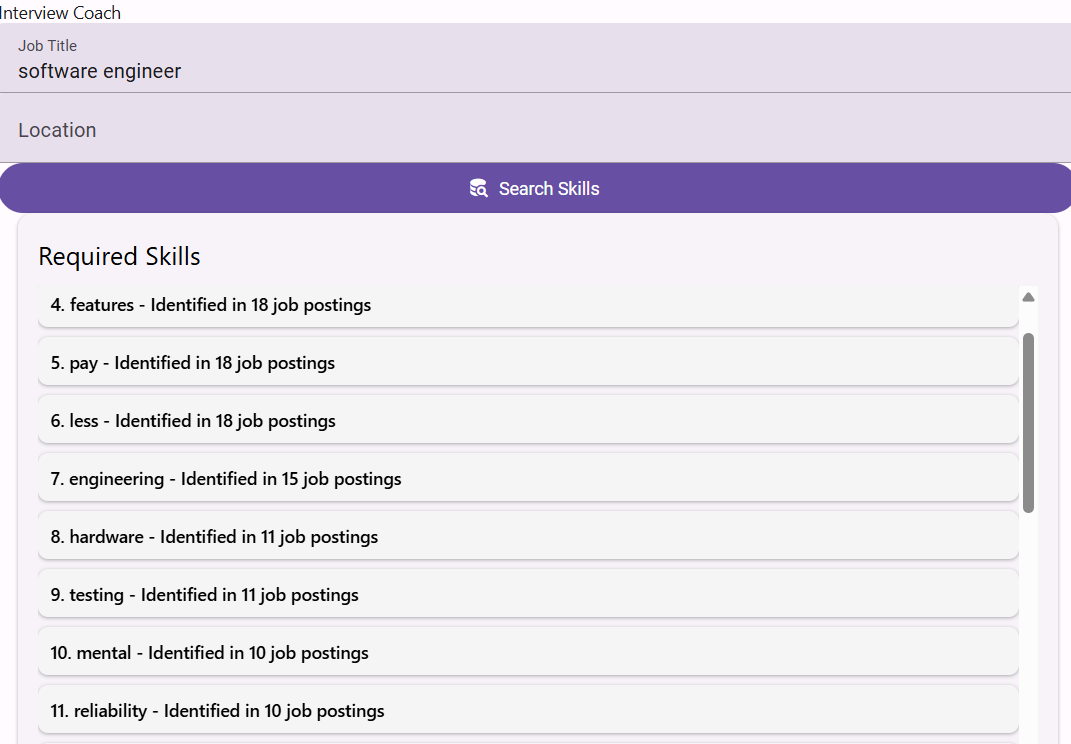 Interview Coach
Job Title
software engineer
Location
Search Skills
Required Skills
4. features - Identified in 18 job postings
5. pay - Identified in 18 job postings
6. less - Identified in 18 job postings
7. engineering - Identified in 15 job postings
8. hardware - Identified in 11 job postings
9. testing - Identified in 11 job postings
10. mental - Identified in 10 job postings
11. reliability - Identified in 10 job postings